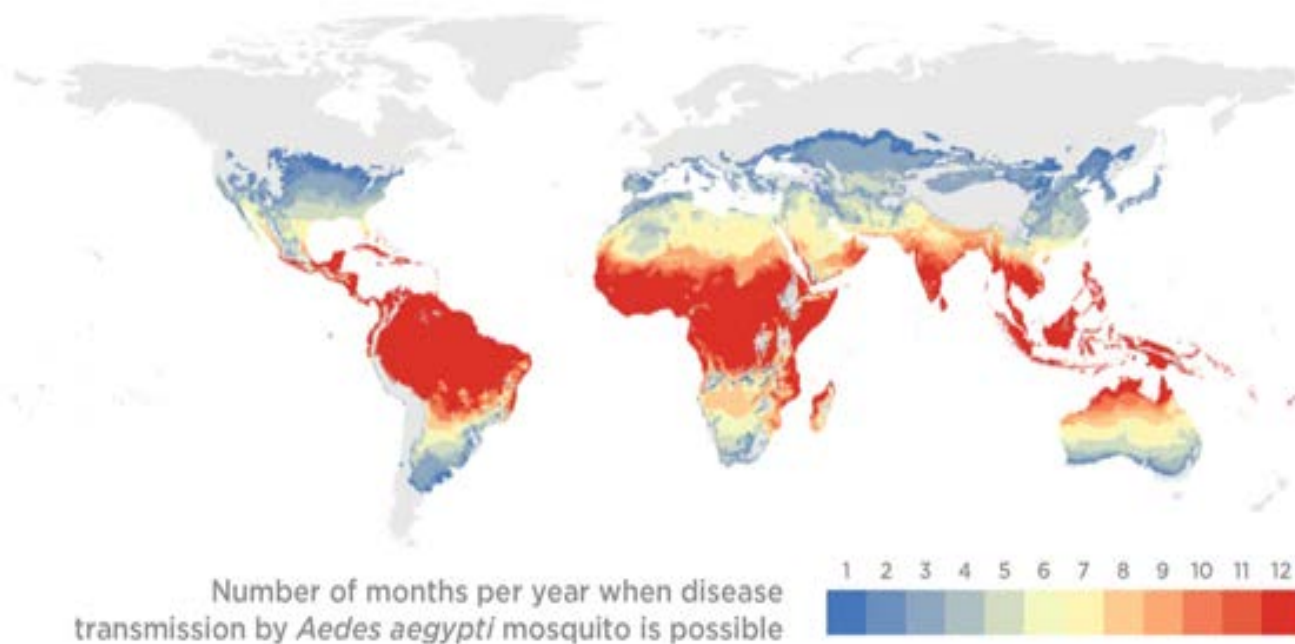 1 2 3 4 5 6 7 8 9 10 11 12
Number of months per year when disease
transmission by Aedes aegypti mosquito is possible